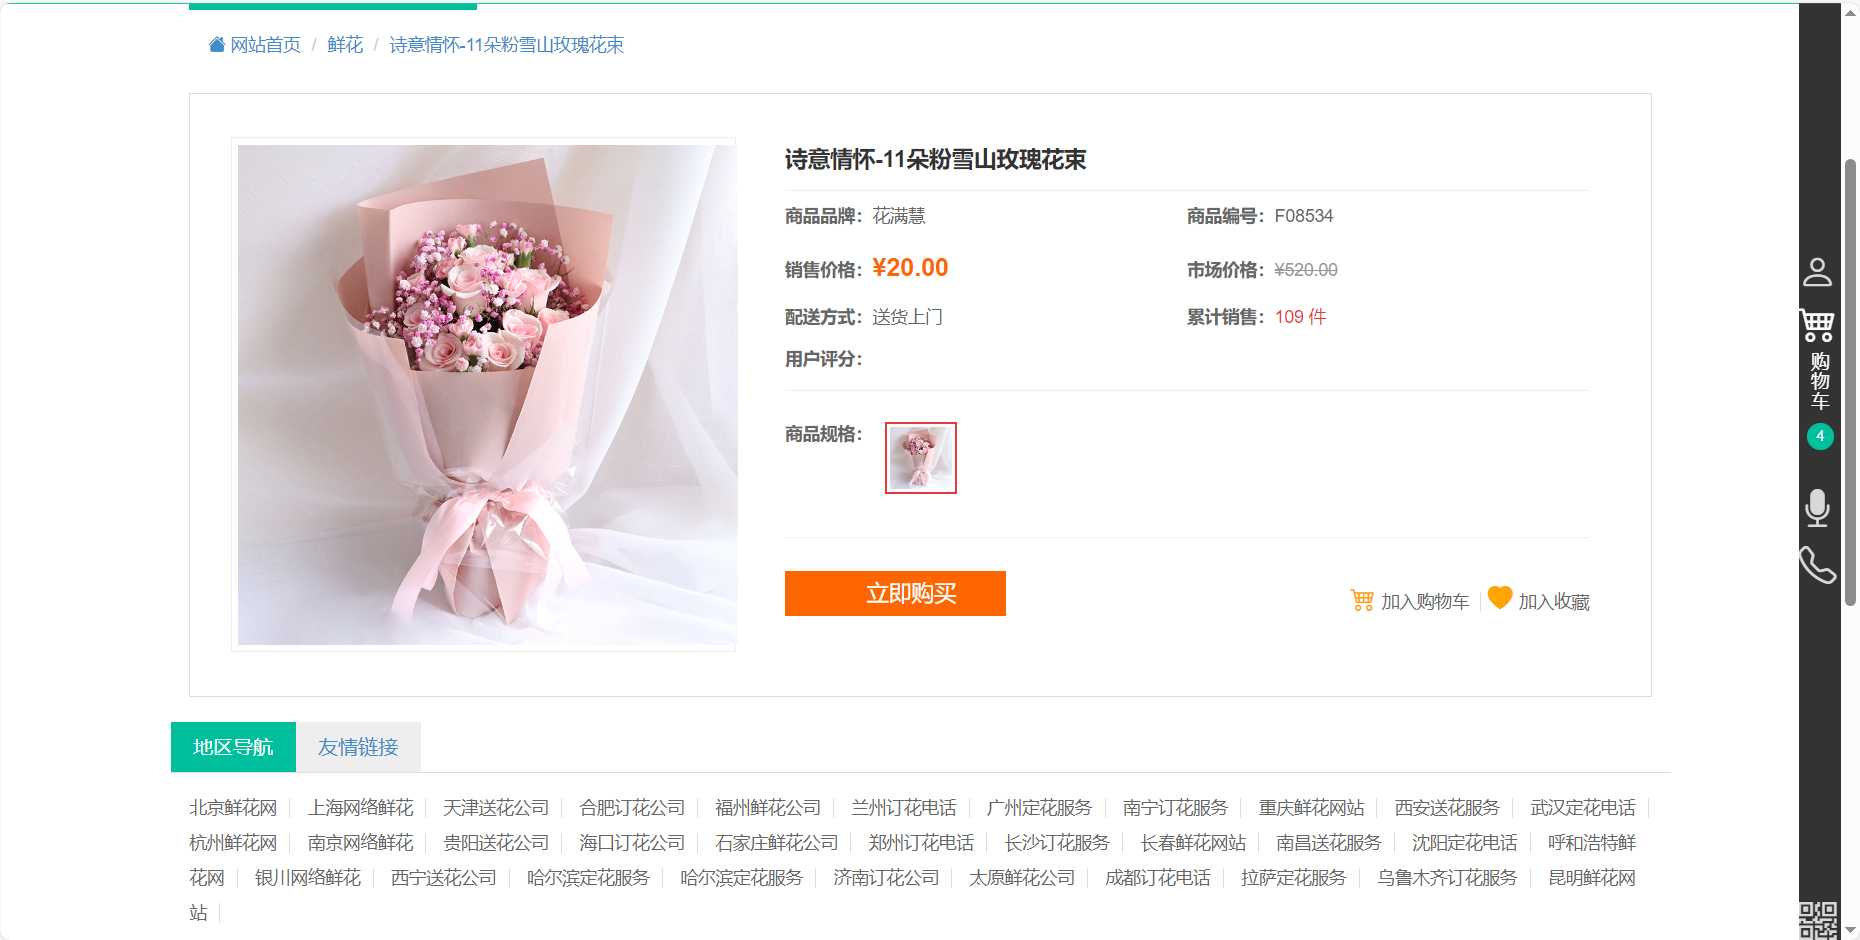 网站首页 / 鲜花 / 诗意情怀-11朵粉雪山玫瑰花束
诗意情怀-11朵粉雪山玫瑰花束
商品品牌：花满慧 商品编号：F08534
销售价格：¥20.00 市场价格：¥520.00
配送方式：送货上门 累计销售：109 件
用户评分：
商品规格：
立即购买
加入购物车 加入收藏
购物车
4
地区导航 友情链接
北京鲜花网 上海网络鲜花 天津送花公司 合肥订花公司 福州鲜花公司 兰州订花电话 广州定花服务 南宁订花服务 重庆鲜花网站 西安送花服务 武汉定花电话
杭州鲜花网 南京网络鲜花 贵阳送花公司 海口订花公司 石家庄鲜花公司 郑州订花电话 长沙订花服务 长春鲜花网站 南昌送花服务 沈阳定花电话 呼和浩特鲜
花网 银川网络鲜花 西宁送花公司 哈尔滨定花服务 哈尔滨定花服务 济南订花公司 太原鲜花公司 成都订花电话 拉萨定花服务 乌鲁木齐订花服务 昆明鲜花网
站